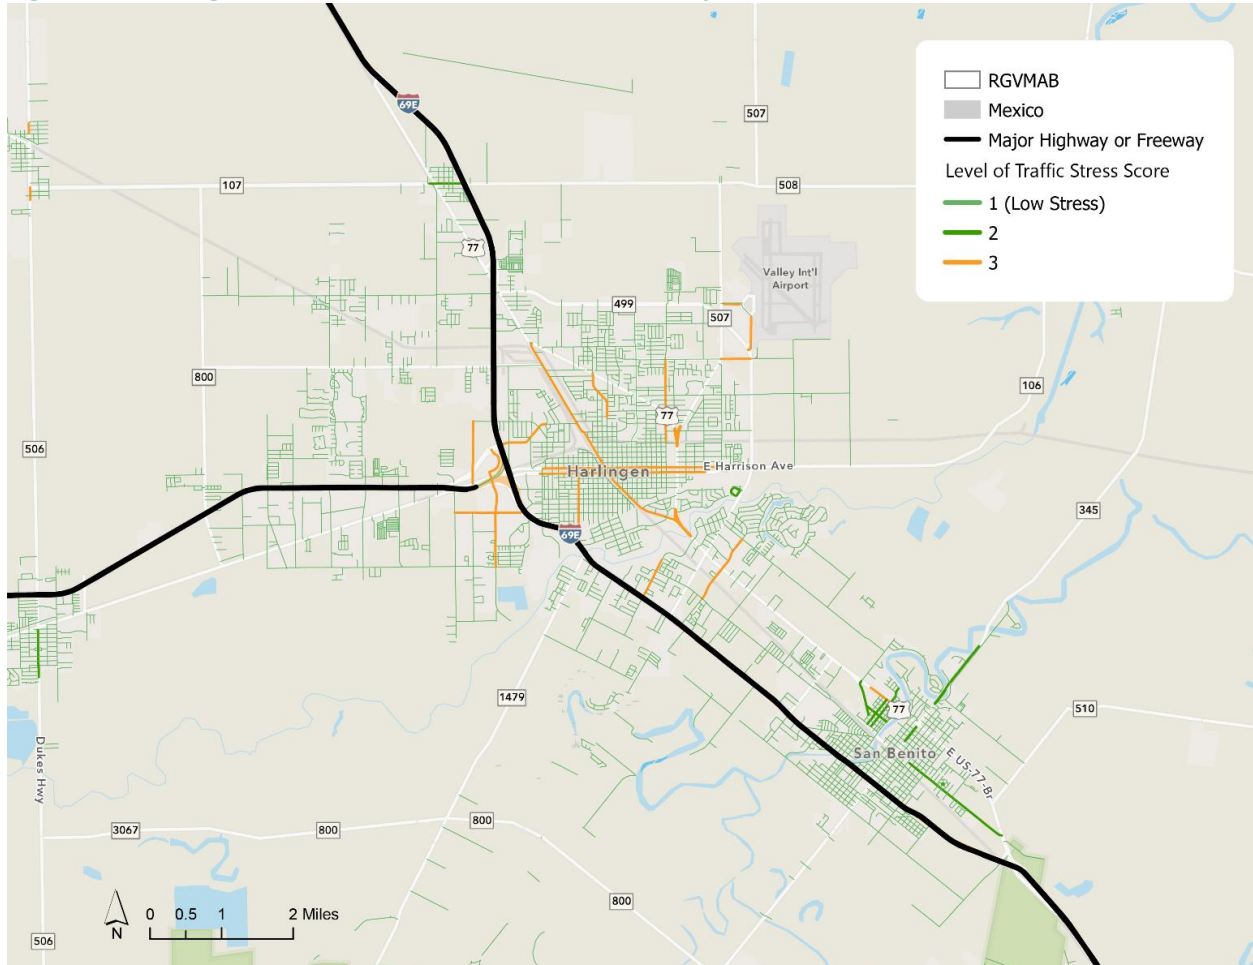 69E
507
RGVMAB
Mexico
Major Highway or Freeway
Level of Traffic Stress Score
1 (Low Stress)
2
3
107
508
77
Valley Int'l
Airport
499
507
800
106
77
506
Harlingen
E Harrison Ave
345
69E
1479
77
510
San Benito
E US-77-Br
Dukes Hwy
3067
800
800
800
506
N
0 0.5 1 2 Miles